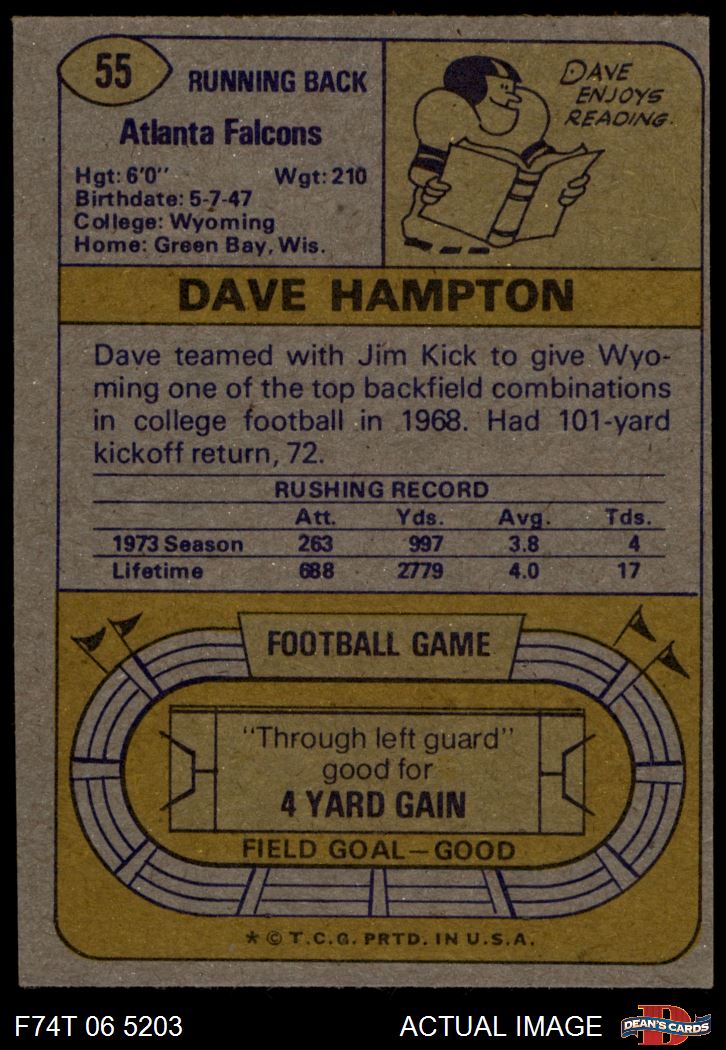 55
RUNNING BACK
Atlanta Falcons
Hgt: 6'0" Wgt: 210
Birthdate: 5-7-47
College: Wyoming
Home: Green Bay, Wis.
DAVE
ENJOYS
READING.
DAVE HAMPTON
Dave teamed with Jim Kick to give Wyo-
ming one of the top backfield combinations
in college football in 1968. Had 101-yard
kickoff return, 72.
RUSHING RECORD
Att. Yds. Avg. Tds.
1973 Season 263 997 3.8 4
Lifetime 688 2779 4.0 17
FOOTBALL GAME
"Through left guard"
good for
4 YARD GAIN
FIELD GOAL—GOOD
* © T.C.G. PRTD. IN U.S.A.
F74T 06 5203 ACTUAL IMAGE
D
DEAN'S CARDS